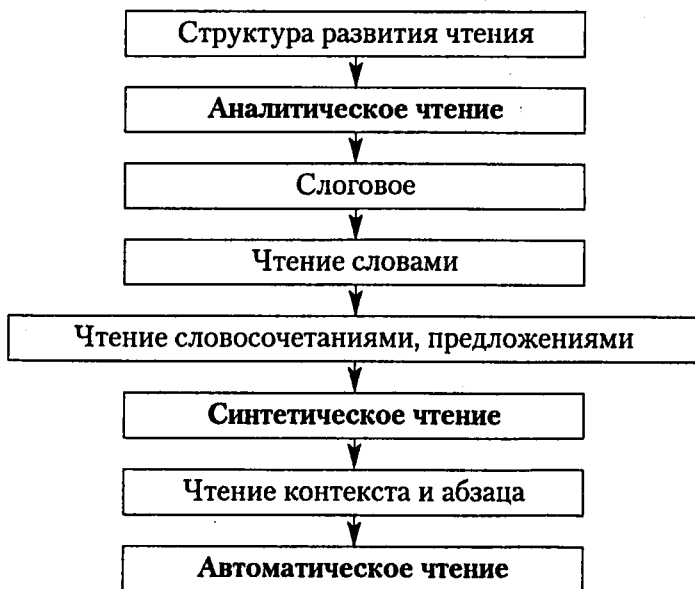 Структура развития чтения
Аналитическое чтение
Слоговое
Чтение словами
Чтение словосочетаниями, предложениями
Синтетическое чтение
Чтение контекста и абзаца
Автоматическое чтение